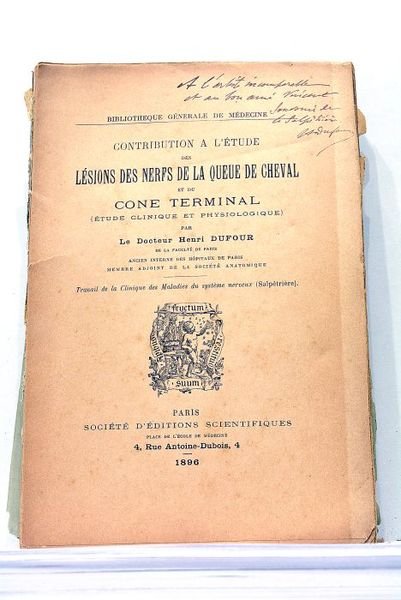 A l'artiste incomparable
et au bon ami Vincent
Souvenir de
la Salpêtrière
BIBLIOTHEQUE GÉNÉRALE DE MÉDECINE
CONTRIBUTION A L'ÉTUDE
DES
LÉSIONS DES NERFS DE LA QUEUE DE CHEVAL
ET DU
CONE TERMINAL
(ÉTUDE CLINIQUE ET PHYSIOLOGIQUE)
PAR
Le Docteur Henri DUFOUR
DE LA FACULTÉ DE PARIS
ANCIEN INTERNE DES HÔPITAUX DE PARIS
MEMBRE ADJOINT DE LA SOCIÉTÉ ANATOMIQUE
Travail de la Clinique des Maladies du système nerveux (Salpêtrière).
fructum
suum
PARIS
SOCIÉTÉ D'ÉDITIONS SCIENTIFIQUES
PLACE DE L'ÉCOLE DE MÉDECINE
4, Rue Antoine-Dubois, 4
1896